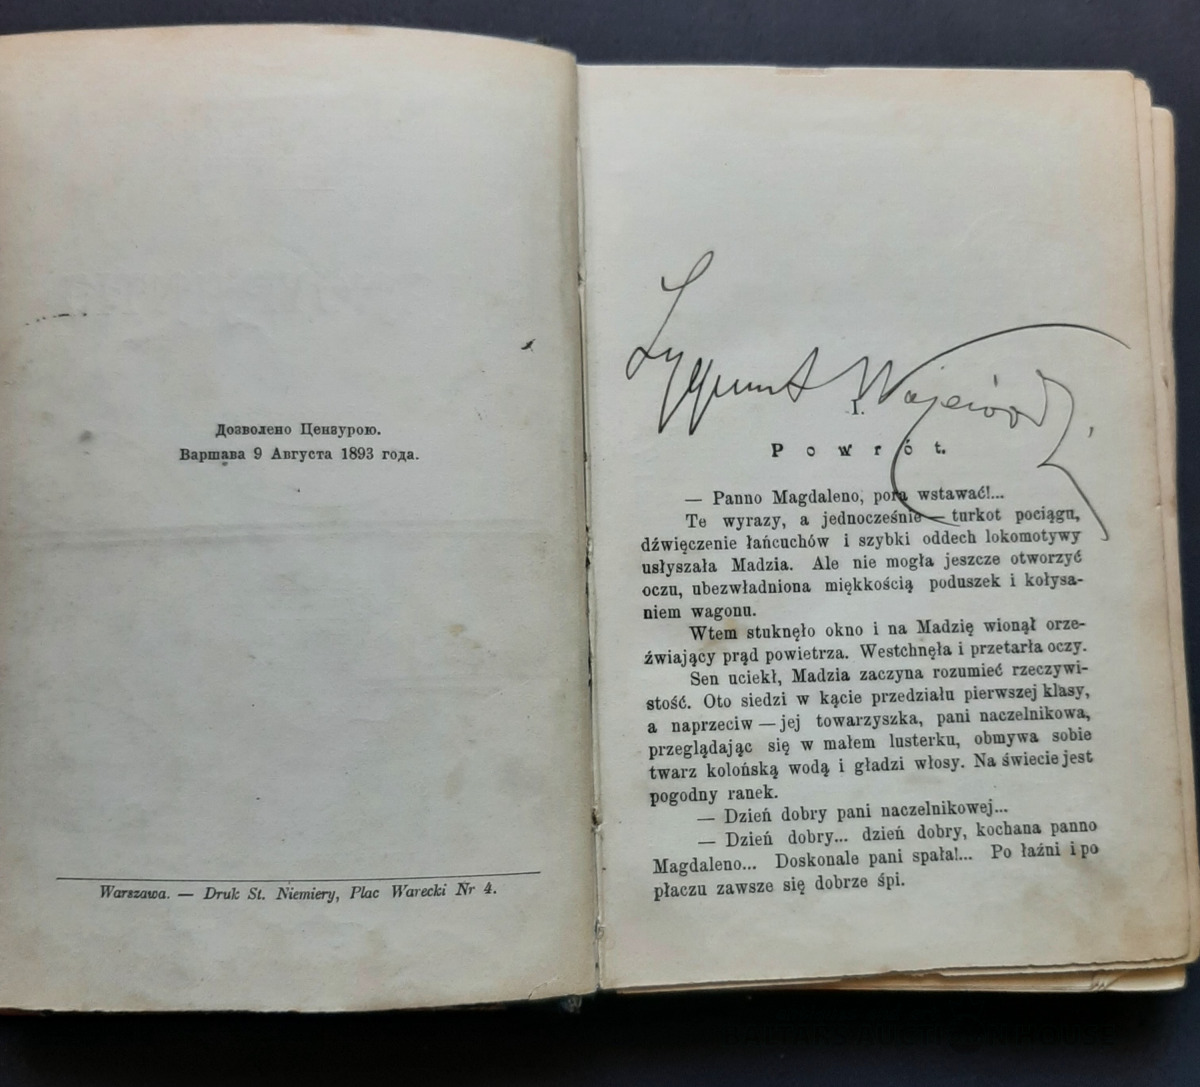 Дозволено Цензурою.
Варшава 9 Августа 1893 года.
Warszawa. — Druk St. Niemiery, Plac Warecki Nr 4.
Zygmunt
I.
Powrót.
— Panno Magdaleno, pora wstawać!...
Te wyrazy, a jednocześnie — turkot pociągu,
dźwięczenie łańcuchów i szybki oddech lokomotywy
usłyszała Madzia. Ale nie mogła jeszcze otworzyć
oczu, ubezwładniona miękkością poduszek i kołysa-
niem wagonu.
Wtem stuknęło okno i na Madzię wionął orze-
źwiający prąd powietrza. Westchnęła i przetarła oczy.
Sen uciekł, Madzia zaczyna rozumieć rzeczywi-
stość. Oto siedzi w kącie przedziału pierwszej klasy,
a naprzeciw — jej towarzyszka, pani naczelnikowa,
przeglądając się w małem lusterku, obmywa sobie
twarz kolońską wodą i gładzi włosy. Na świecie jest
pogodny ranek.
— Dzień dobry pani naczelnikowej...
— Dzień dobry... dzień dobry, kochana panno
Magdaleno... Doskonale pani spała!... Po łaźni i po
płaczu zawsze się dobrze śpi.
BALTARS AUCTION HOUSE